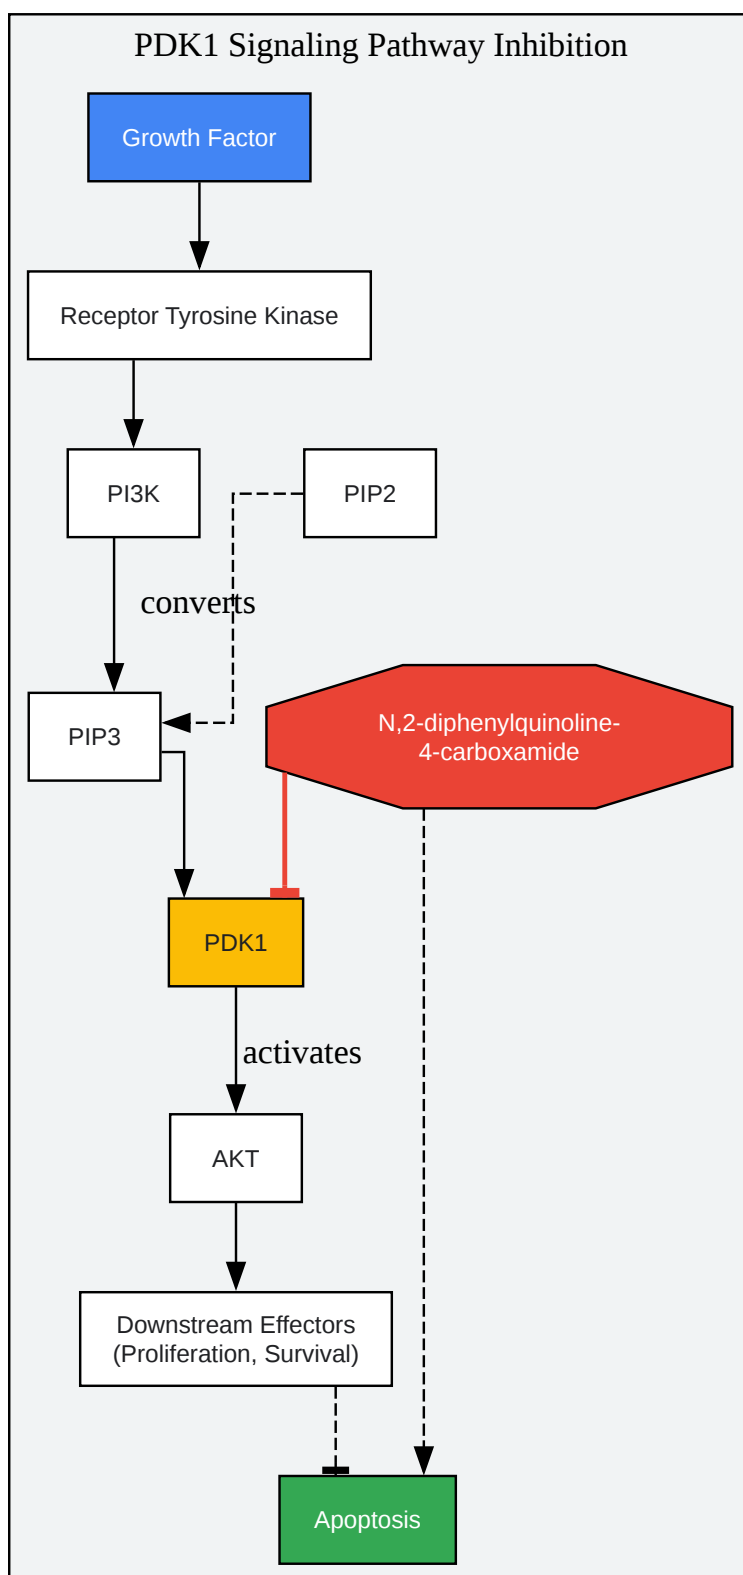 PDK1 Signaling Pathway Inhibition
Growth Factor
Receptor Tyrosine Kinase
PI3K
PIP2
converts
PIP3
N,2-diphenylquinoline-
4-carboxamide
PDK1
activates
AKT
Downstream Effectors
(Proliferation, Survival)
Apoptosis